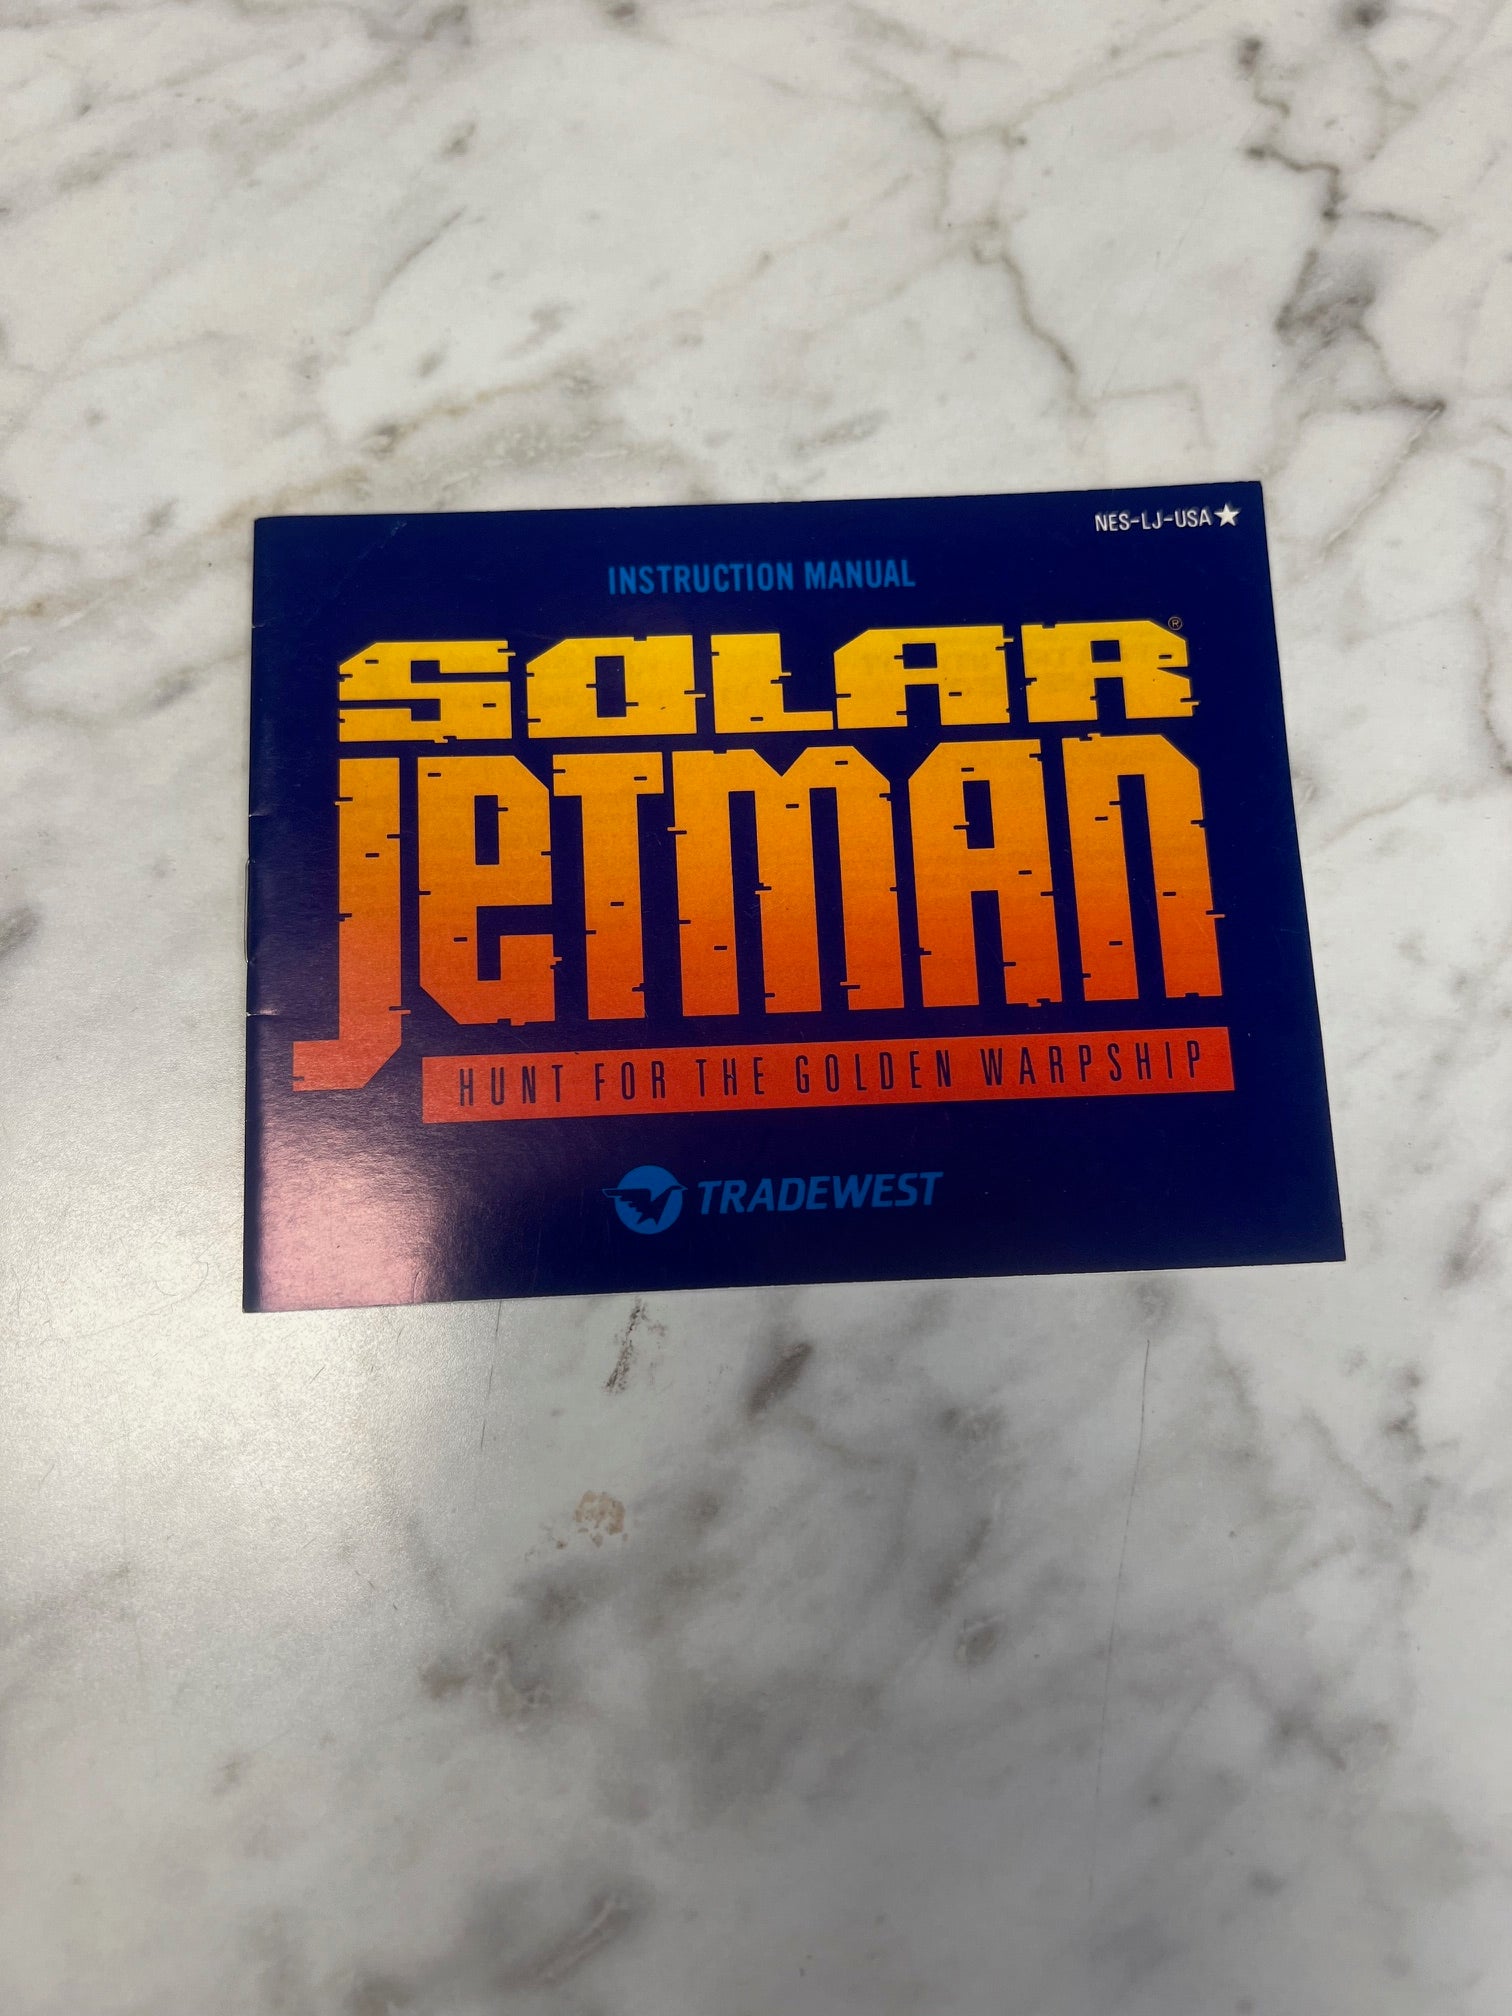 NES-LJ-USA★
INSTRUCTION MANUAL
SOLAR®
JETMAN
HUNT FOR THE GOLDEN WARPSHIP
TRADEWEST